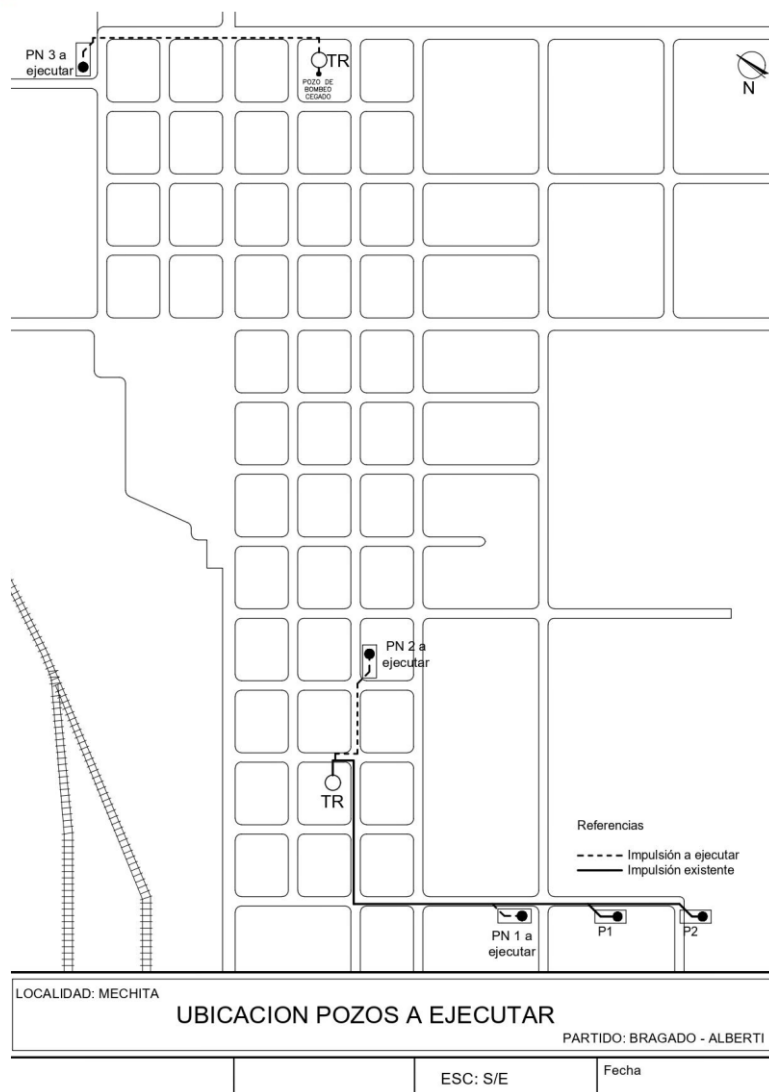 PN 3 a
ejecutar
TR
POZO DE
BOMBEO
CEGADO
N
PN 2 a
ejecutar
TR
Referencias
Impulsión a ejecutar
Impulsión existente
PN 1 a
ejecutar
P1
P2
LOCALIDAD: MECHITA
UBICACION POZOS A EJECUTAR
PARTIDO: BRAGADO - ALBERTI
ESC: S/E
Fecha